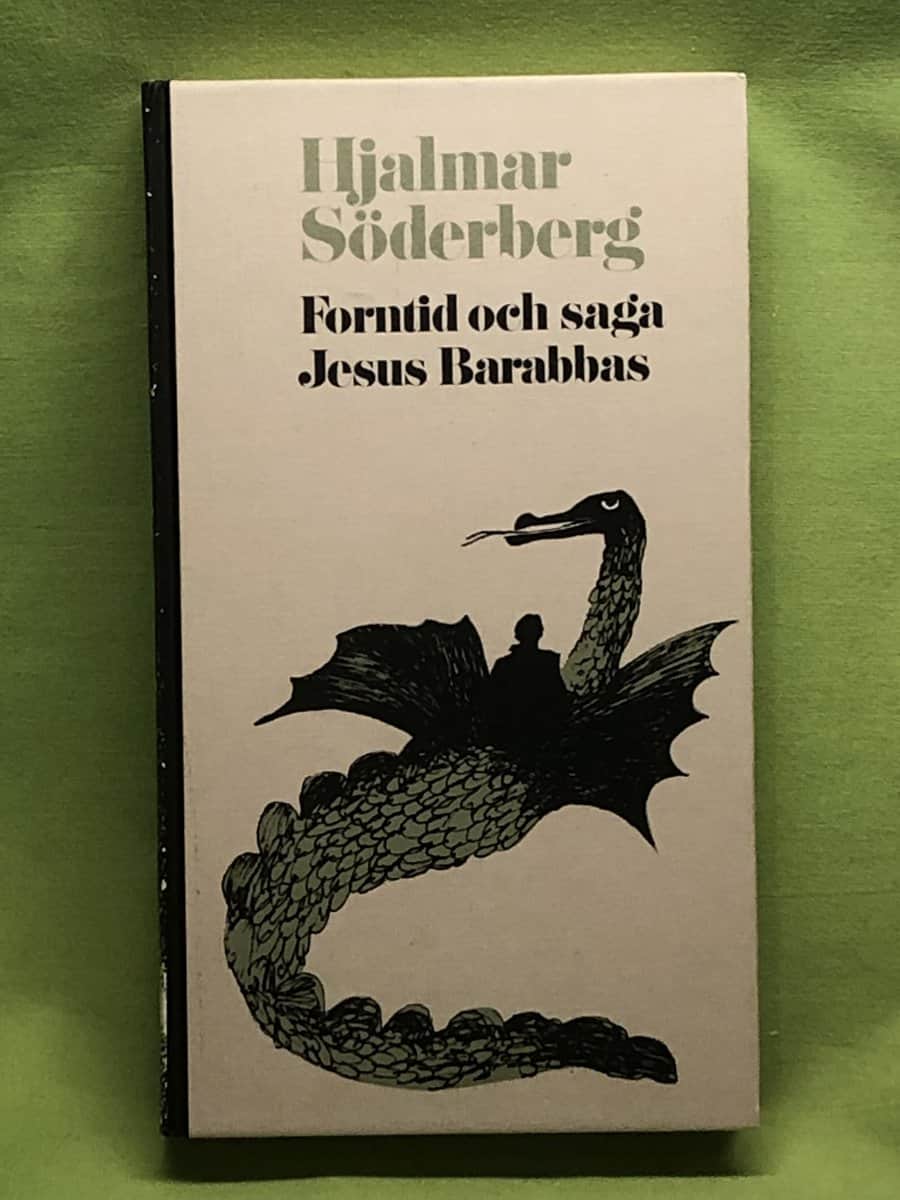 Hjalmar
Söderberg
Forntid och saga
Jesus Barabbas